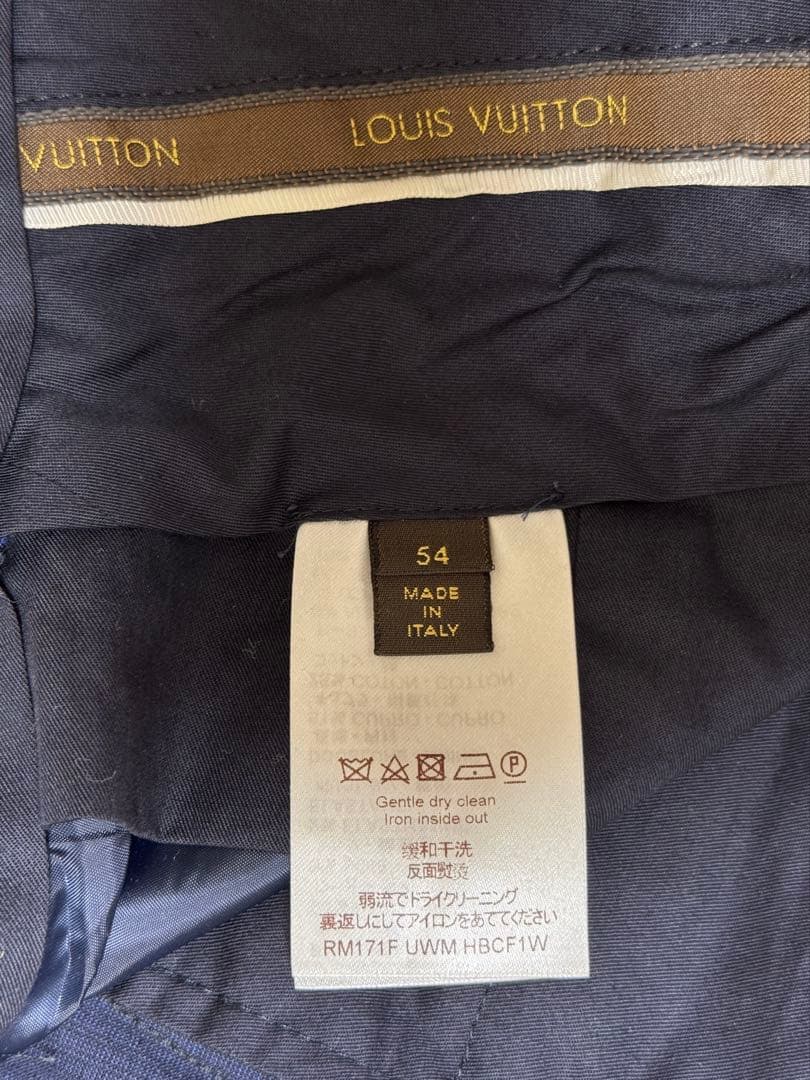 VUITTON LOUIS VUITTON
54
MADE
IN
ITALY
Gentle dry clean
Iron inside out
缓和干洗
反面熨烫
弱流でドライクリーニング
裏返しにしてアイロンをあててください
RM171F UWM HBCF1W